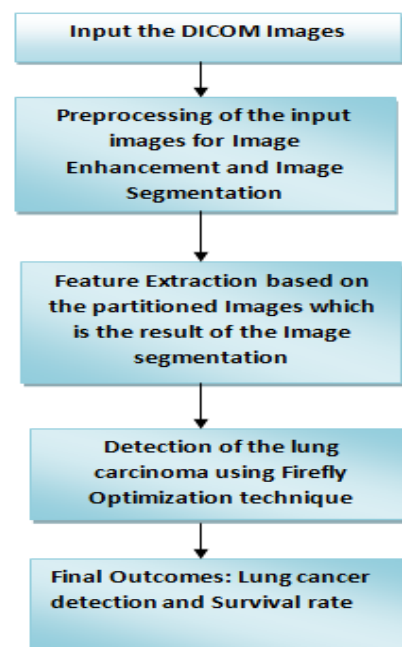 Input the DICOM Images
Preprocessing of the input
images for Image
Enhancement and Image
Segmentation
Feature Extraction based on
the partitioned Images which
is the result of the Image
segmentation
Detection of the lung
carcinoma using Firefly
Optimization technique
Final Outcomes: Lung cancer
detection and Survival rate